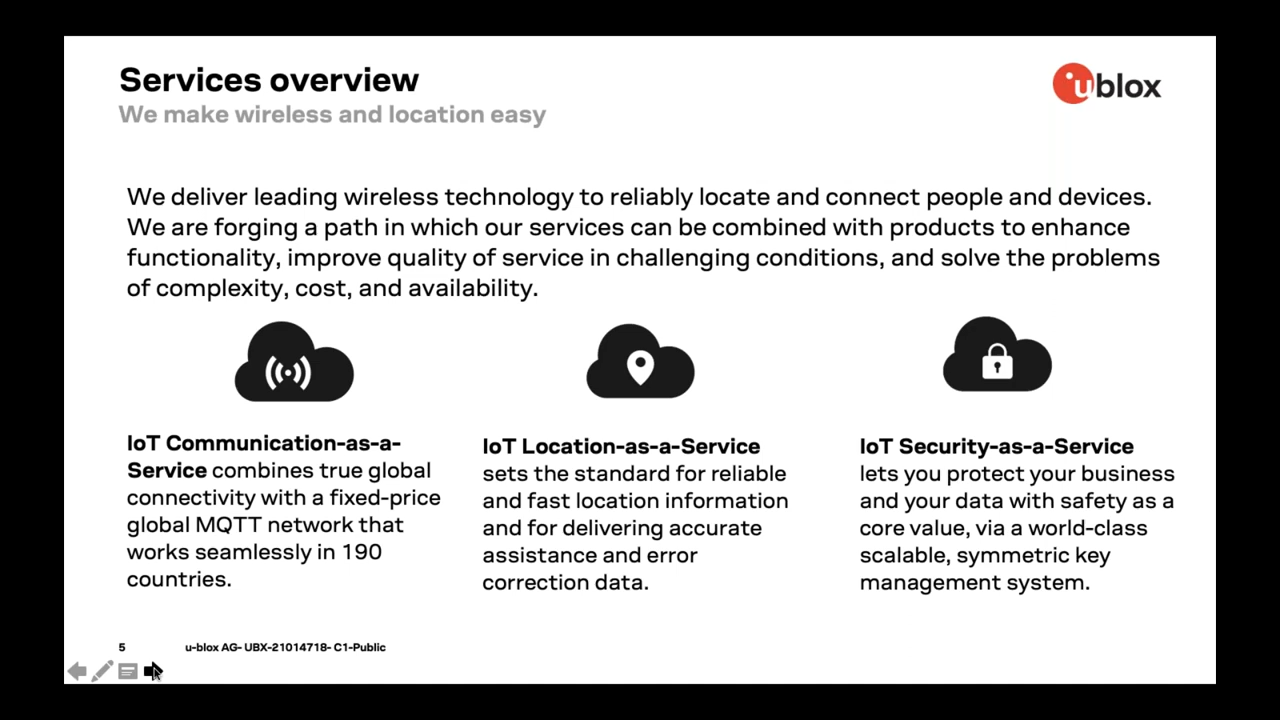 Services overview
We make wireless and location easy
ublox
We deliver leading wireless technology to reliably locate and connect people and devices.
We are forging a path in which our services can be combined with products to enhance
functionality, improve quality of service in challenging conditions, and solve the problems
of complexity, cost, and availability.
IoT Communication-as-a-
Service combines true global
connectivity with a fixed-price
global MQTT network that
works seamlessly in 190
countries.
IoT Location-as-a-Service
sets the standard for reliable
and fast location information
and for delivering accurate
assistance and error
correction data.
IoT Security-as-a-Service
lets you protect your business
and your data with safety as a
core value, via a world-class
scalable, symmetric key
management system.
5
u-blox AG- UBX-21014718- C1-Public